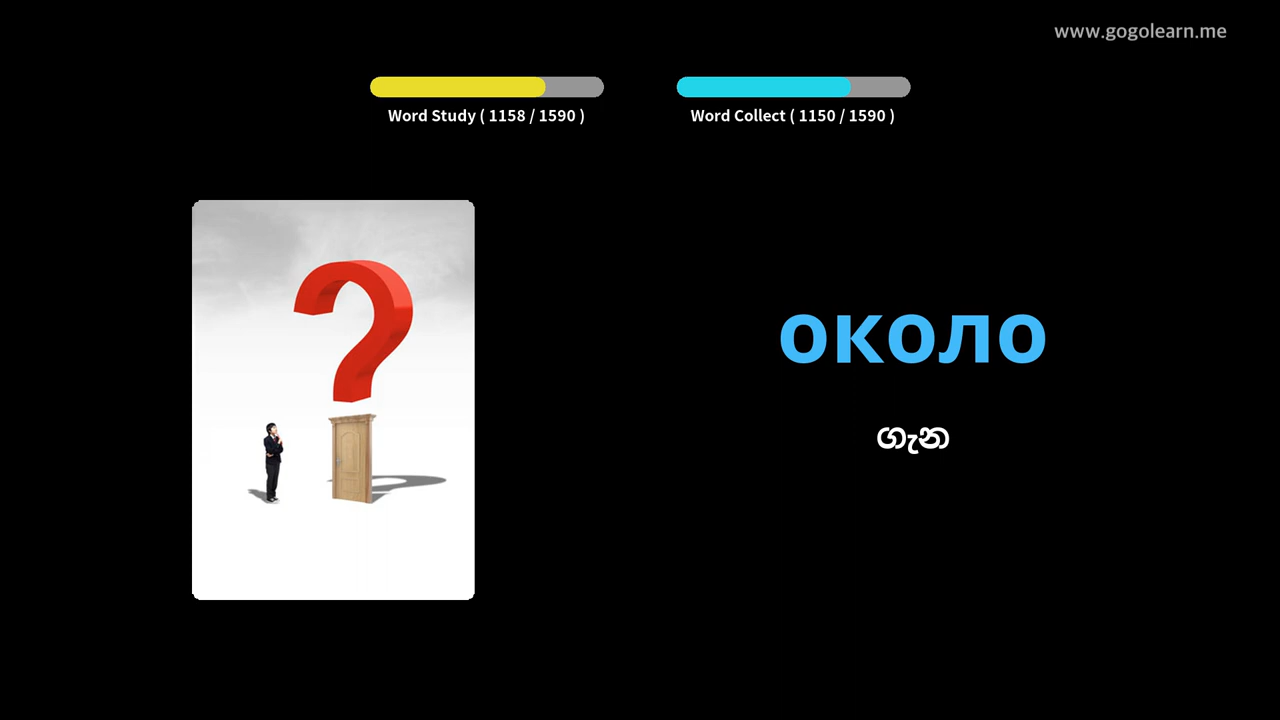 www.gogolearn.me
Word Study ( 1158 / 1590 )
Word Collect ( 1150 / 1590 )
около
ගැන